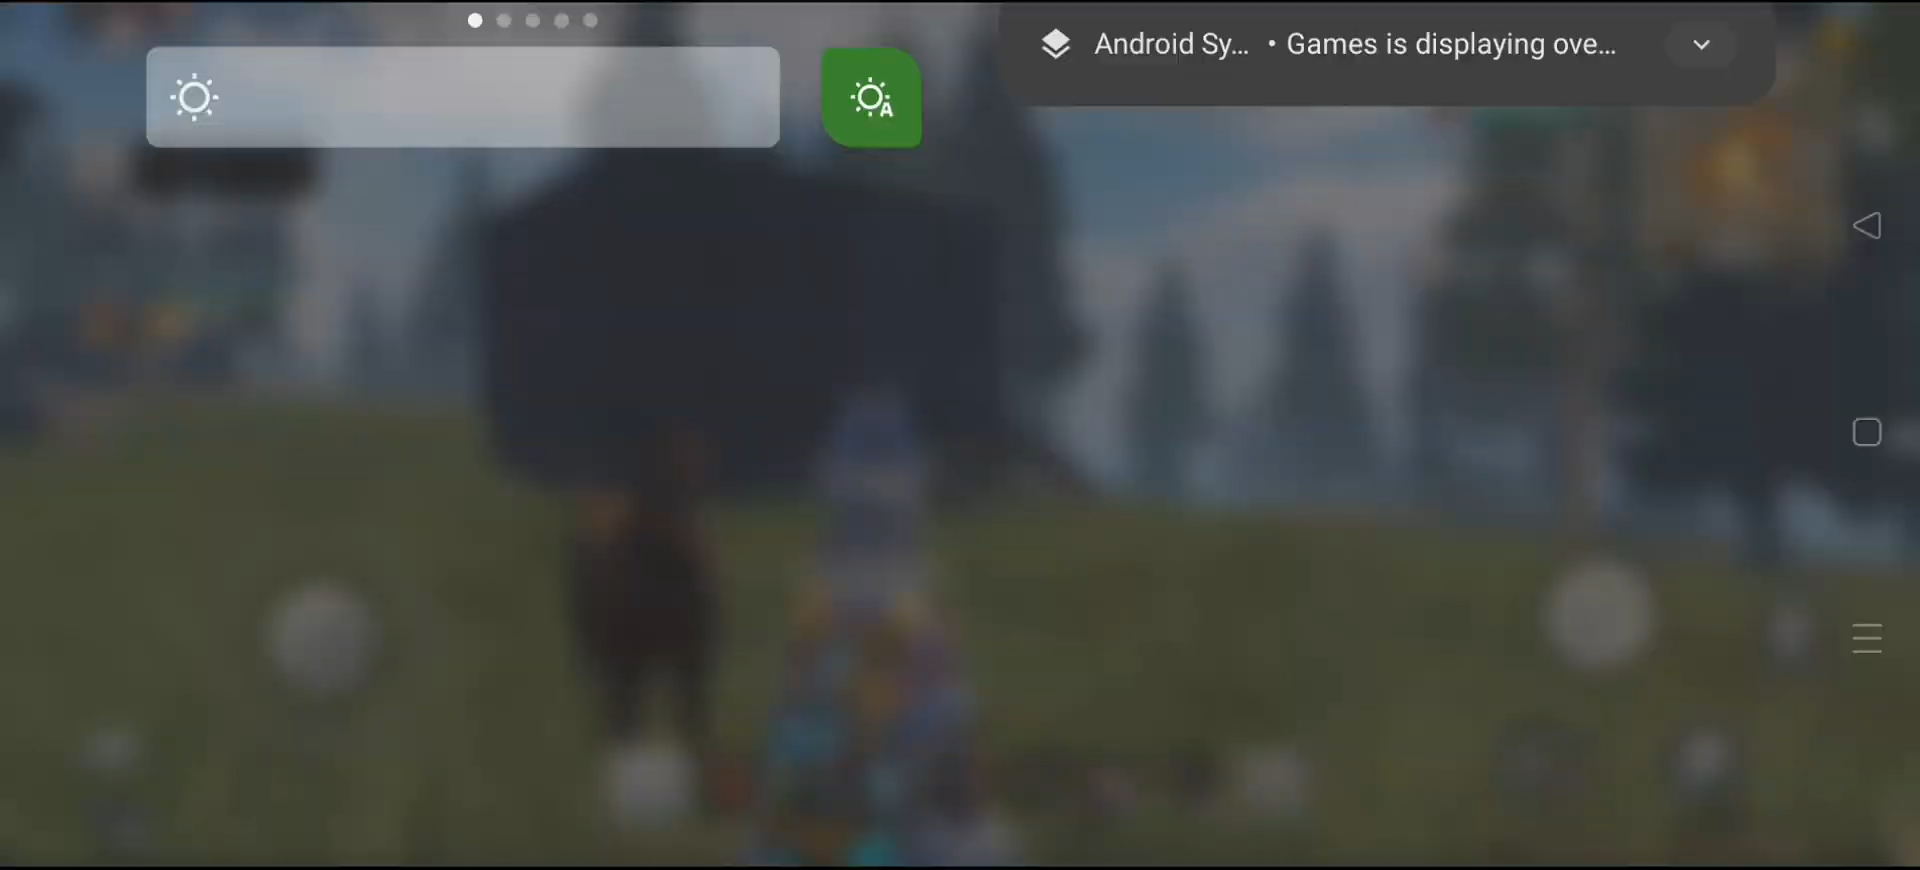 Android Sy... • Games is displaying ove...